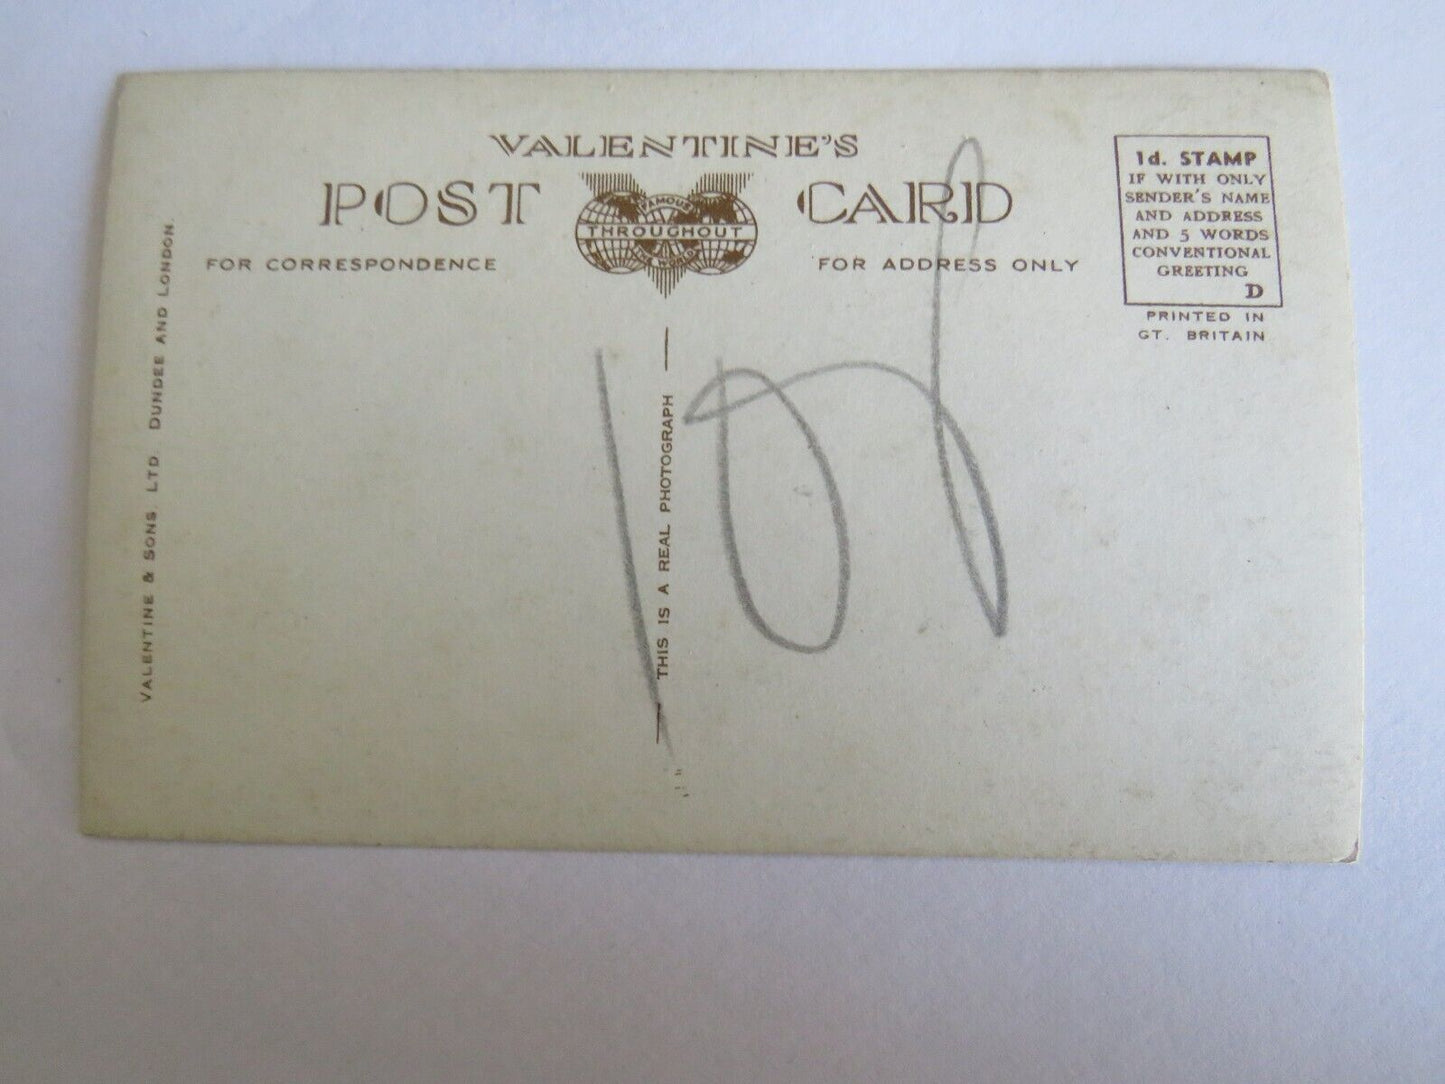 VALENTINE'S
POST CARD
FAMOUS
THROUGHOUT
THE WORLD
FOR CORRESPONDENCE
FOR ADDRESS ONLY
1d. STAMP
IF WITH ONLY
SENDER'S NAME
AND ADDRESS
AND 5 WORDS
CONVENTIONAL
GREETING
D
PRINTED IN
GT. BRITAIN
VALENTINE & SONS, LTD. DUNDEE AND LONDON.
THIS IS A REAL PHOTOGRAPH